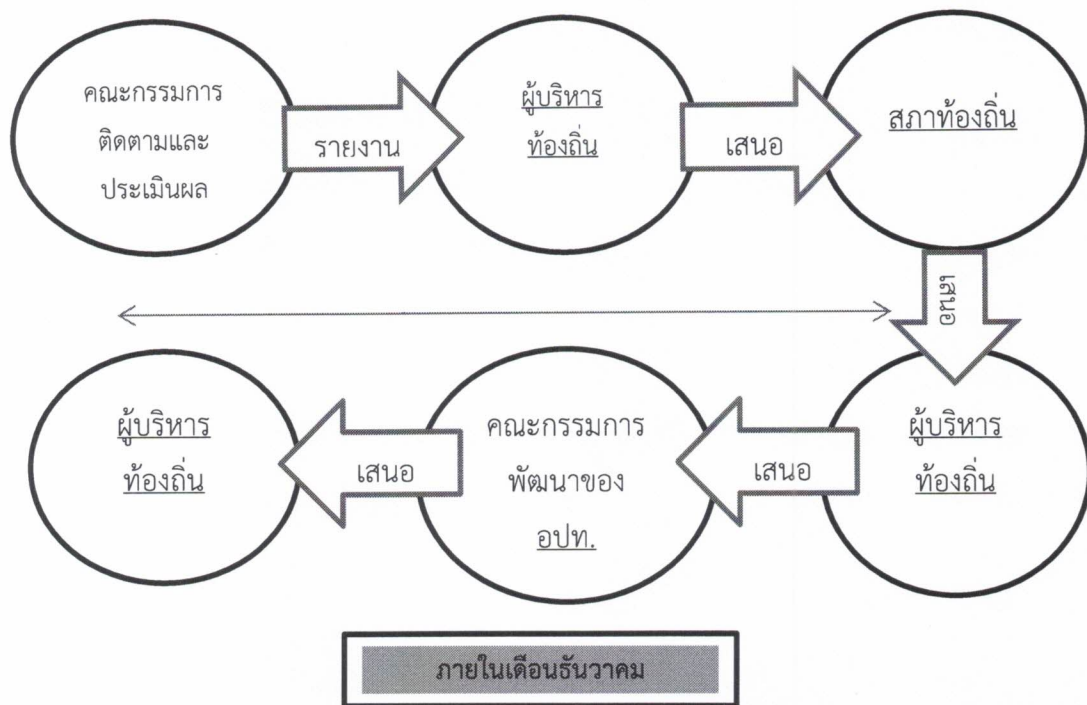 คณะกรรมการ
ติดตามและ
ประเมินผล
รายงาน
ผู้บริหาร
ท้องถิ่น
เสนอ
สภาท้องถิ่น
เสนอ
ผู้บริหาร
ท้องถิ่น
เสนอ
คณะกรรมการ
พัฒนาของ
อปท.
เสนอ
ผู้บริหาร
ท้องถิ่น
ภายในเดือนธันวาคม